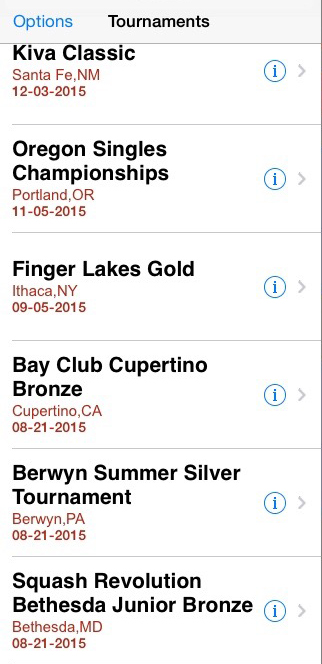 Options Tournaments
Kiva Classic
Santa Fe,NM
12-03-2015
Oregon Singles
Championships
Portland,OR
11-05-2015
Finger Lakes Gold
Ithaca,NY
09-05-2015
Bay Club Cupertino
Bronze
Cupertino,CA
08-21-2015
Berwyn Summer Silver
Tournament
Berwyn,PA
08-21-2015
Squash Revolution
Bethesda Junior Bronze
Bethesda,MD
08-21-2015